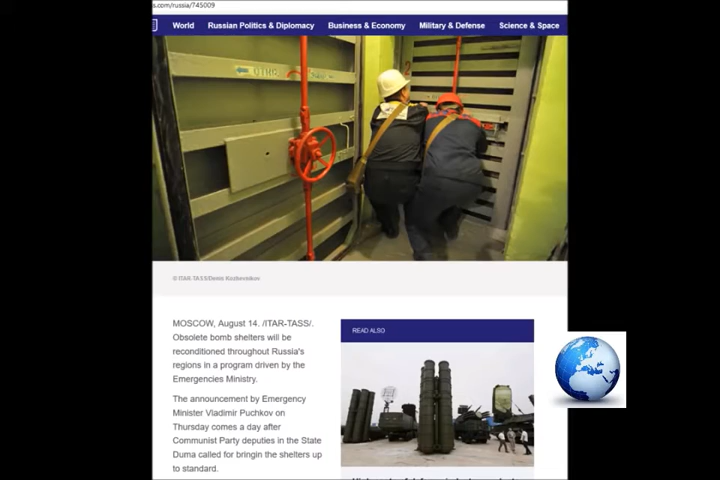 s.com/russia/745009
World Russian Politics & Diplomacy Business & Economy Military & Defense Science & Space
© ITAR-TASS/Denis Kozhevnikov
MOSCOW, August 14. /ITAR-TASS/.
Obsolete bomb shelters will be
reconditioned throughout Russia's
regions in a program driven by the
Emergencies Ministry.
The announcement by Emergency
Minister Vladimir Puchkov on
Thursday comes a day after
Communist Party deputies in the State
Duma called for bringin the shelters up
to standard.
READ ALSO